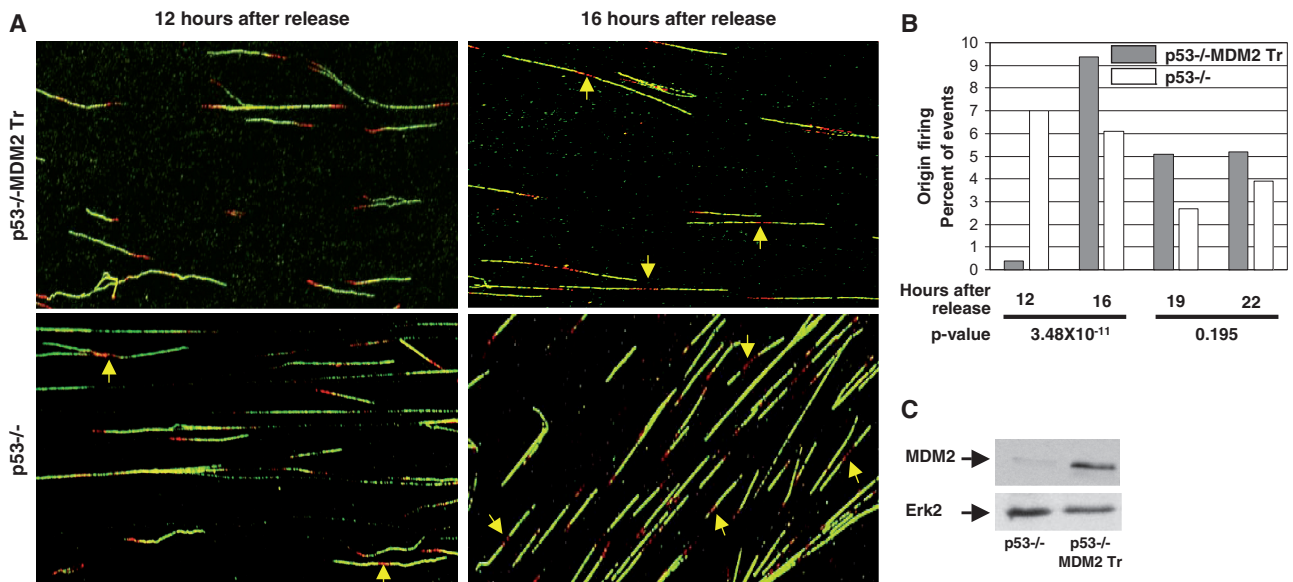 A
12 hours after release
16 hours after release
p53-/-MDM2 Tr
p53-/-
B
10
9
8
7
6
5
4
3
2
1
0
Origin firing
Percent of events
p53-/-MDM2 Tr
p53-/-
Hours after release
12
16
19
22
p-value
3.48X10⁻¹¹
0.195
C
MDM2
Erk2
p53-/-
p53-/-
MDM2 Tr